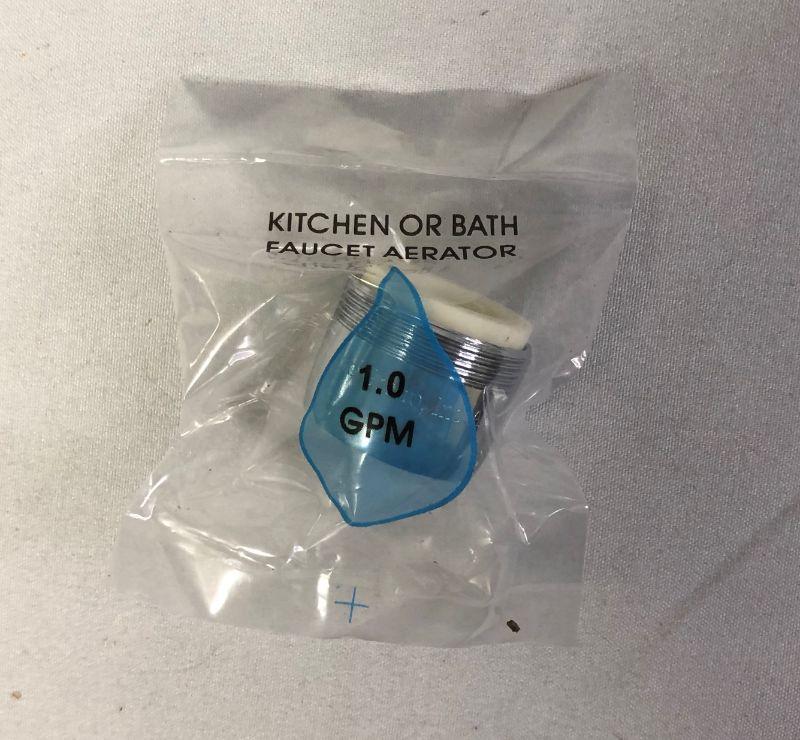 KITCHEN OR BATH
FAUCET AERATOR
1.0
GPM